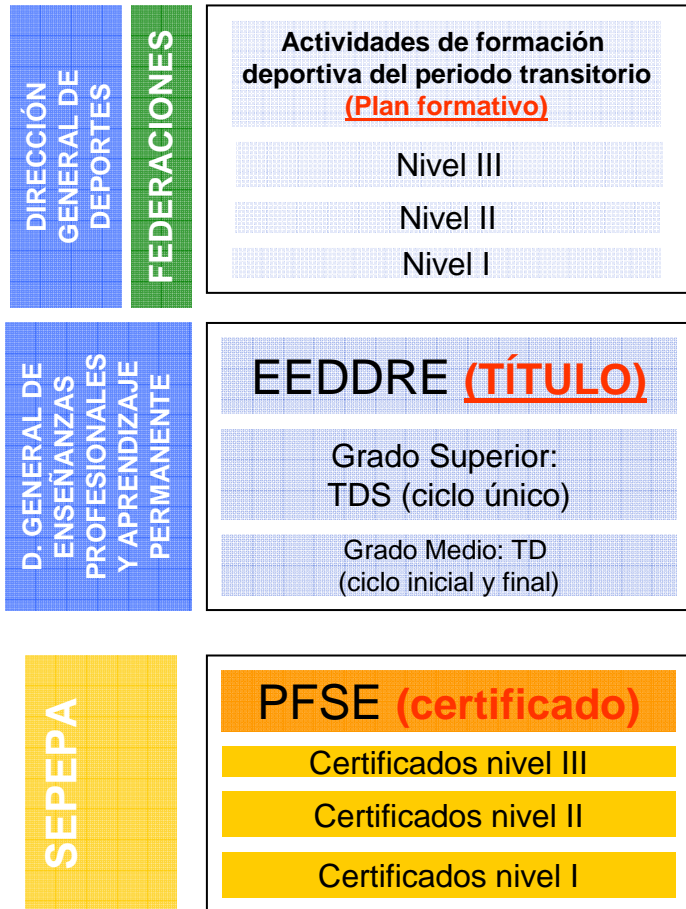 DIRECCIÓN
GENERAL DE
DEPORTES
FEDERACIONES
Actividades de formación
deportiva del periodo transitorio
(Plan formativo)
Nivel III
Nivel II
Nivel I
D. GENERAL DE
ENSEÑANZAS
PROFESIONALES
Y APRENDIZAJE
PERMANENTE
EEDDRE (TÍTULO)
Grado Superior:
TDS (ciclo único)
Grado Medio: TD
(ciclo inicial y final)
SEPEPA
PFSE (certificado)
Certificados nivel III
Certificados nivel II
Certificados nivel I